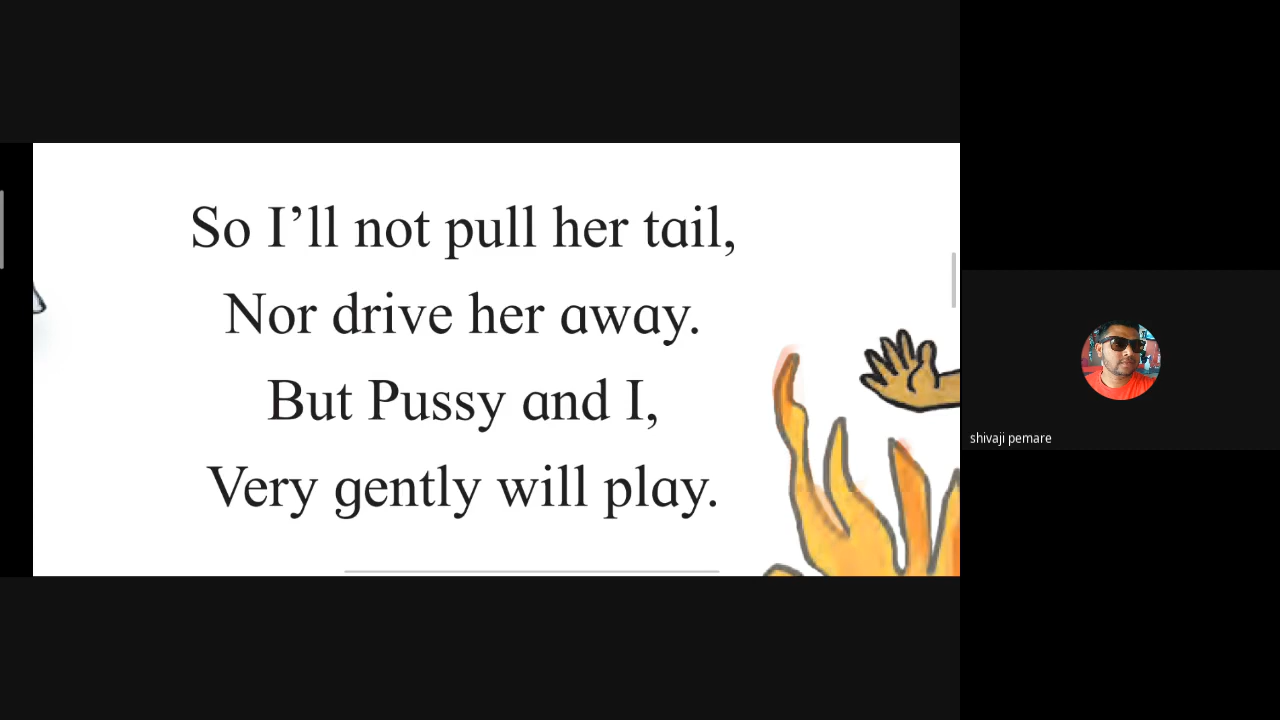 So I’ll not pull her tail,
Nor drive her away.
But Pussy and I,
Very gently will play.
shivaji pemare